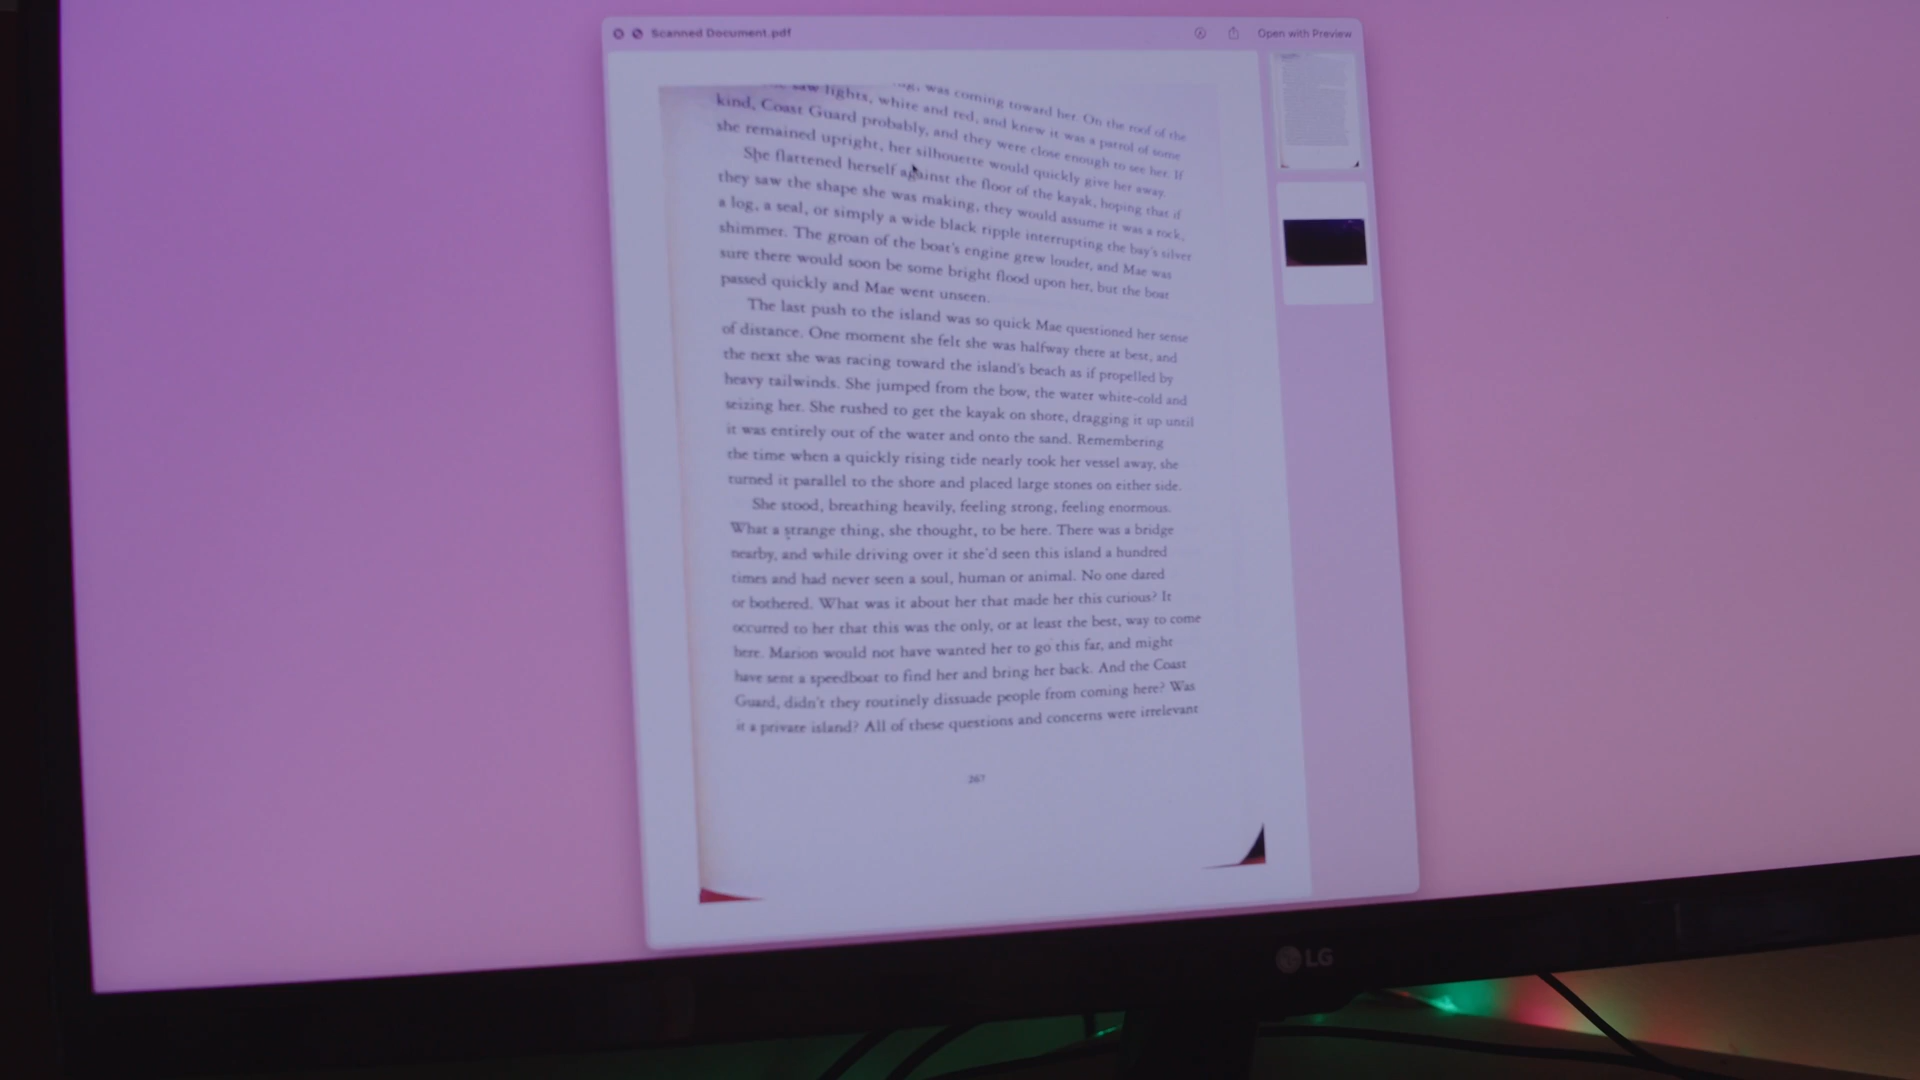 Scanned Document.pdf
Open with Preview
was coming toward her. On the roof of the
saw lights, white and red, and knew it was a patrol of some
kind, Coast Guard probably, and they were close enough to see her. If
she remained upright, her silhouette would quickly give her away.
She flattened herself against the floor of the kayak, hoping that if
they saw the shape she was making, they would assume it was a rock,
a log, a seal, or simply a wide black ripple interrupting the bay's silver
shimmer. The groan of the boat's engine grew louder, and Mae was
sure there would soon be some bright flood upon her, but the boat
passed quickly and Mae went unseen.
The last push to the island was so quick Mae questioned her sense
of distance. One moment she felt she was halfway there at best, and
the next she was racing toward the island's beach as if propelled by
heavy tailwinds. She jumped from the bow, the water white-cold and
seizing her. She rushed to get the kayak on shore, dragging it up until
it was entirely out of the water and onto the sand. Remembering
the time when a quickly rising tide nearly took her vessel away, she
turned it parallel to the shore and placed large stones on either side.
She stood, breathing heavily, feeling strong, feeling enormous.
What a strange thing, she thought, to be here. There was a bridge
nearby, and while driving over it she'd seen this island a hundred
times and had never seen a soul, human or animal. No one dared
or bothered. What was it about her that made her this curious? It
occurred to her that this was the only, or at least the best, way to come
here. Marion would not have wanted her to go this far, and might
have sent a speedboat to find her and bring her back. And the Coast
Guard, didn't they routinely dissuade people from coming here? Was
it a private island? All of these questions and concerns were irrelevant
267
LG